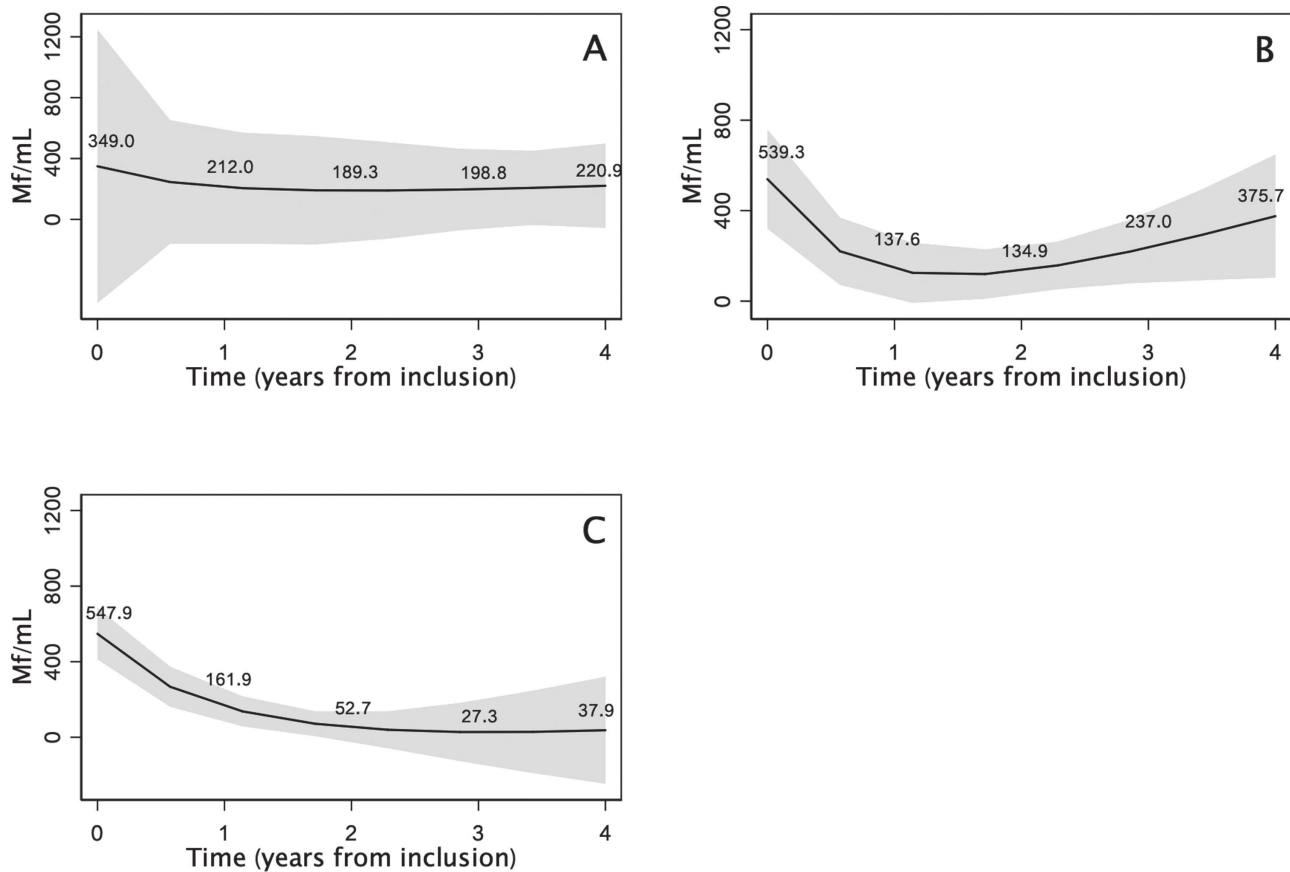 A
Mf/mL
1200
800
400
0
349.0
212.0
189.3
198.8
220.9
0 1 2 3 4
Time (years from inclusion)
B
Mf/mL
1200
800
400
0
539.3
137.6
134.9
237.0
375.7
0 1 2 3 4
Time (years from inclusion)
C
Mf/mL
1200
800
400
0
547.9
161.9
52.7
27.3
37.9
0 1 2 3 4
Time (years from inclusion)